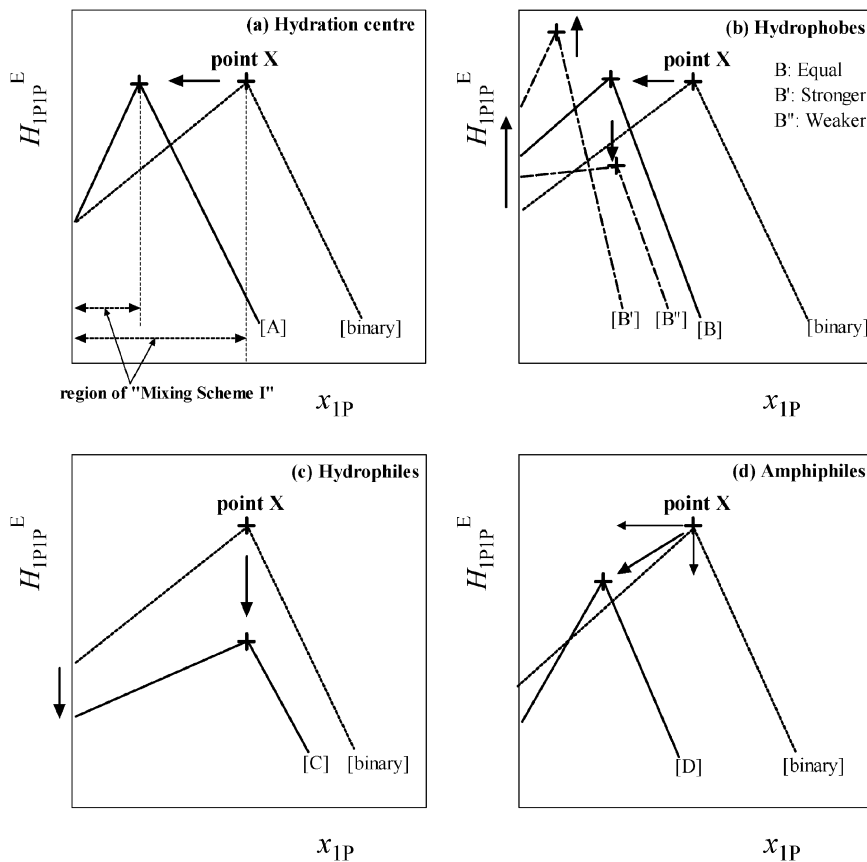 (a) Hydration centre
point X
H1P1P E
[A]
[binary]
region of "Mixing Scheme I"
x1P
(b) Hydrophobes
point X
B: Equal
B': Stronger
B": Weaker
H1P1P E
[B']
[B"]
[B]
[binary]
x1P
(c) Hydrophiles
point X
H1P1P E
[C]
[binary]
x1P
(d) Amphiphiles
point X
H1P1P E
[D]
[binary]
x1P